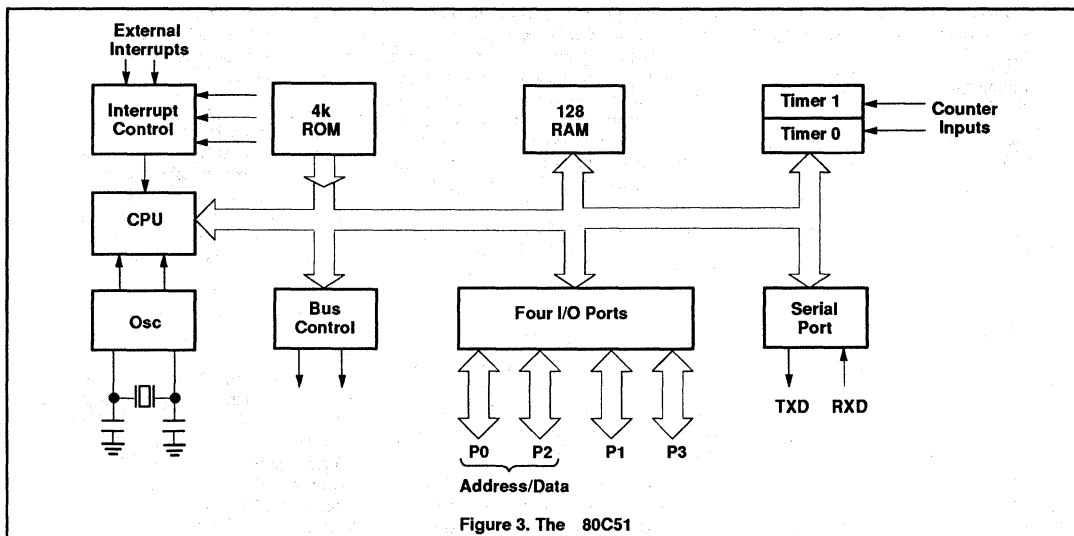 External
Interrupts
Interrupt
Control
4k
ROM
128
RAM
Timer 1
Timer 0
Counter
Inputs
CPU
Osc
Bus
Control
Four I/O Ports
Serial
Port
TXD RXD
P0 P2 P1 P3
Address/Data
Figure 3. The 80C51